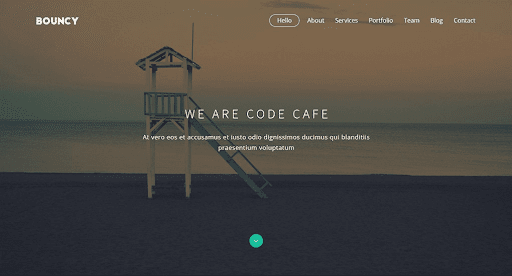 BOUNCY
Hello About Services Portfolio Team Blog Contact
WE ARE CODE CAFE
At vero eos et accusamus et iusto odio dignissimos ducimus qui blanditiis
praesentium voluptatum